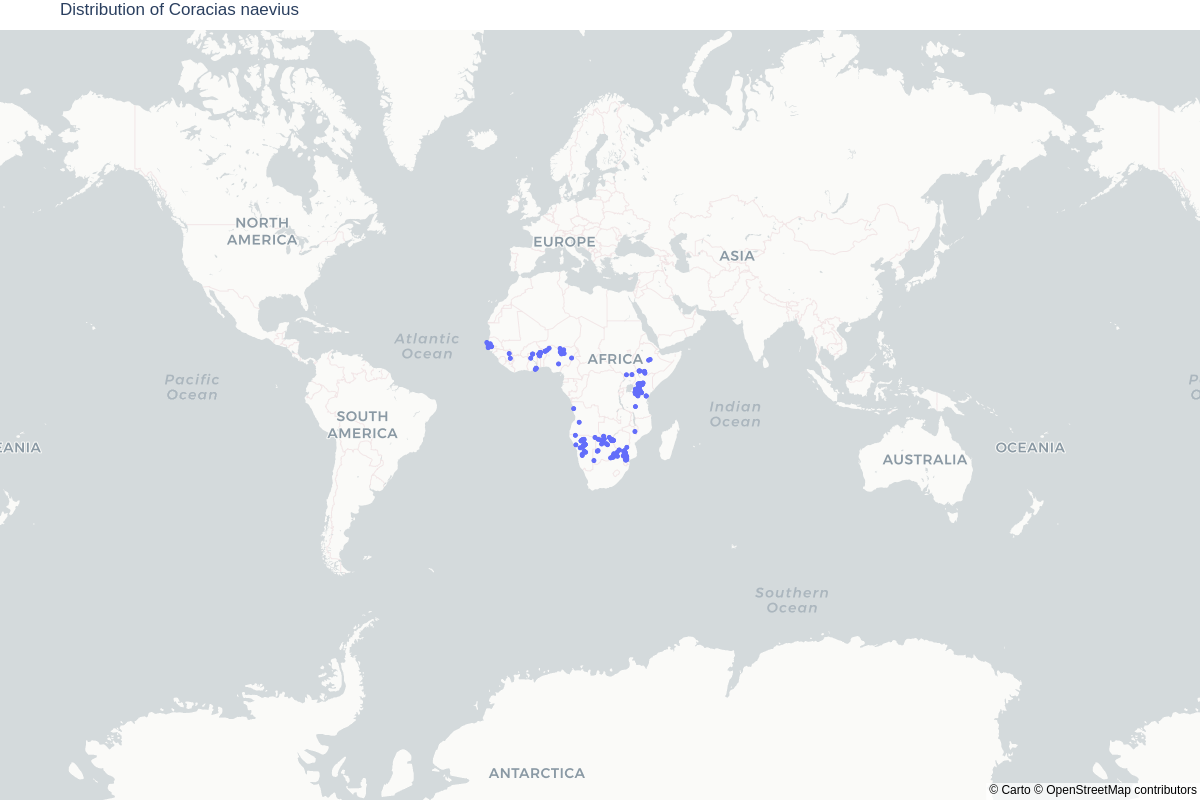 Distribution of Coracias naevius
NORTH
AMERICA
EUROPE
ASIA
Atlantic
Ocean
AFRICA
Pacific
Ocean
P
O
SOUTH
AMERICA
Indian
Ocean
EANIA
OCEANIA
AUSTRALIA
Southern
Ocean
ANTARCTICA
© Carto © OpenStreetMap contributors